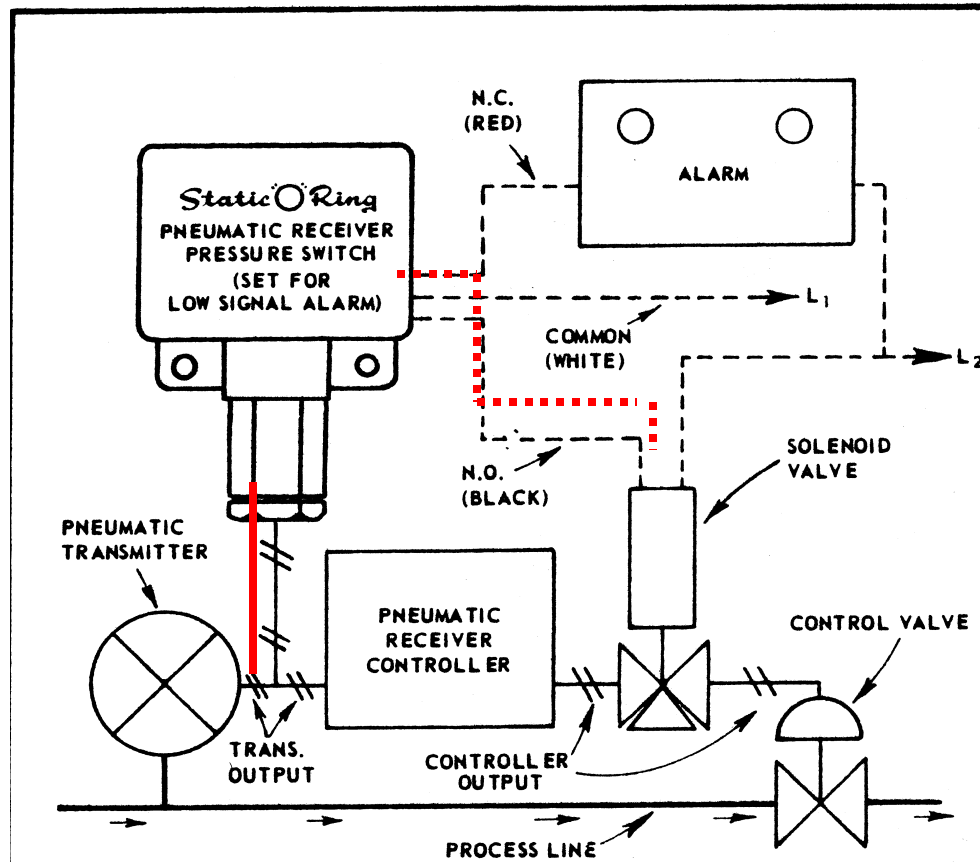 N.C.
(RED)
ALARM
Static O Ring
PNEUMATIC RECEIVER
PRESSURE SWITCH
(SET FOR
LOW SIGNAL ALARM)
L1
COMMON
(WHITE)
L2
SOLENOID
VALVE
N.O.
(BLACK)
PNEUMATIC
TRANSMITTER
PNEUMATIC
RECEIVER
CONTROLLER
CONTROL VALVE
TRANS.
OUTPUT
CONTROLLER
OUTPUT
PROCESS LINE